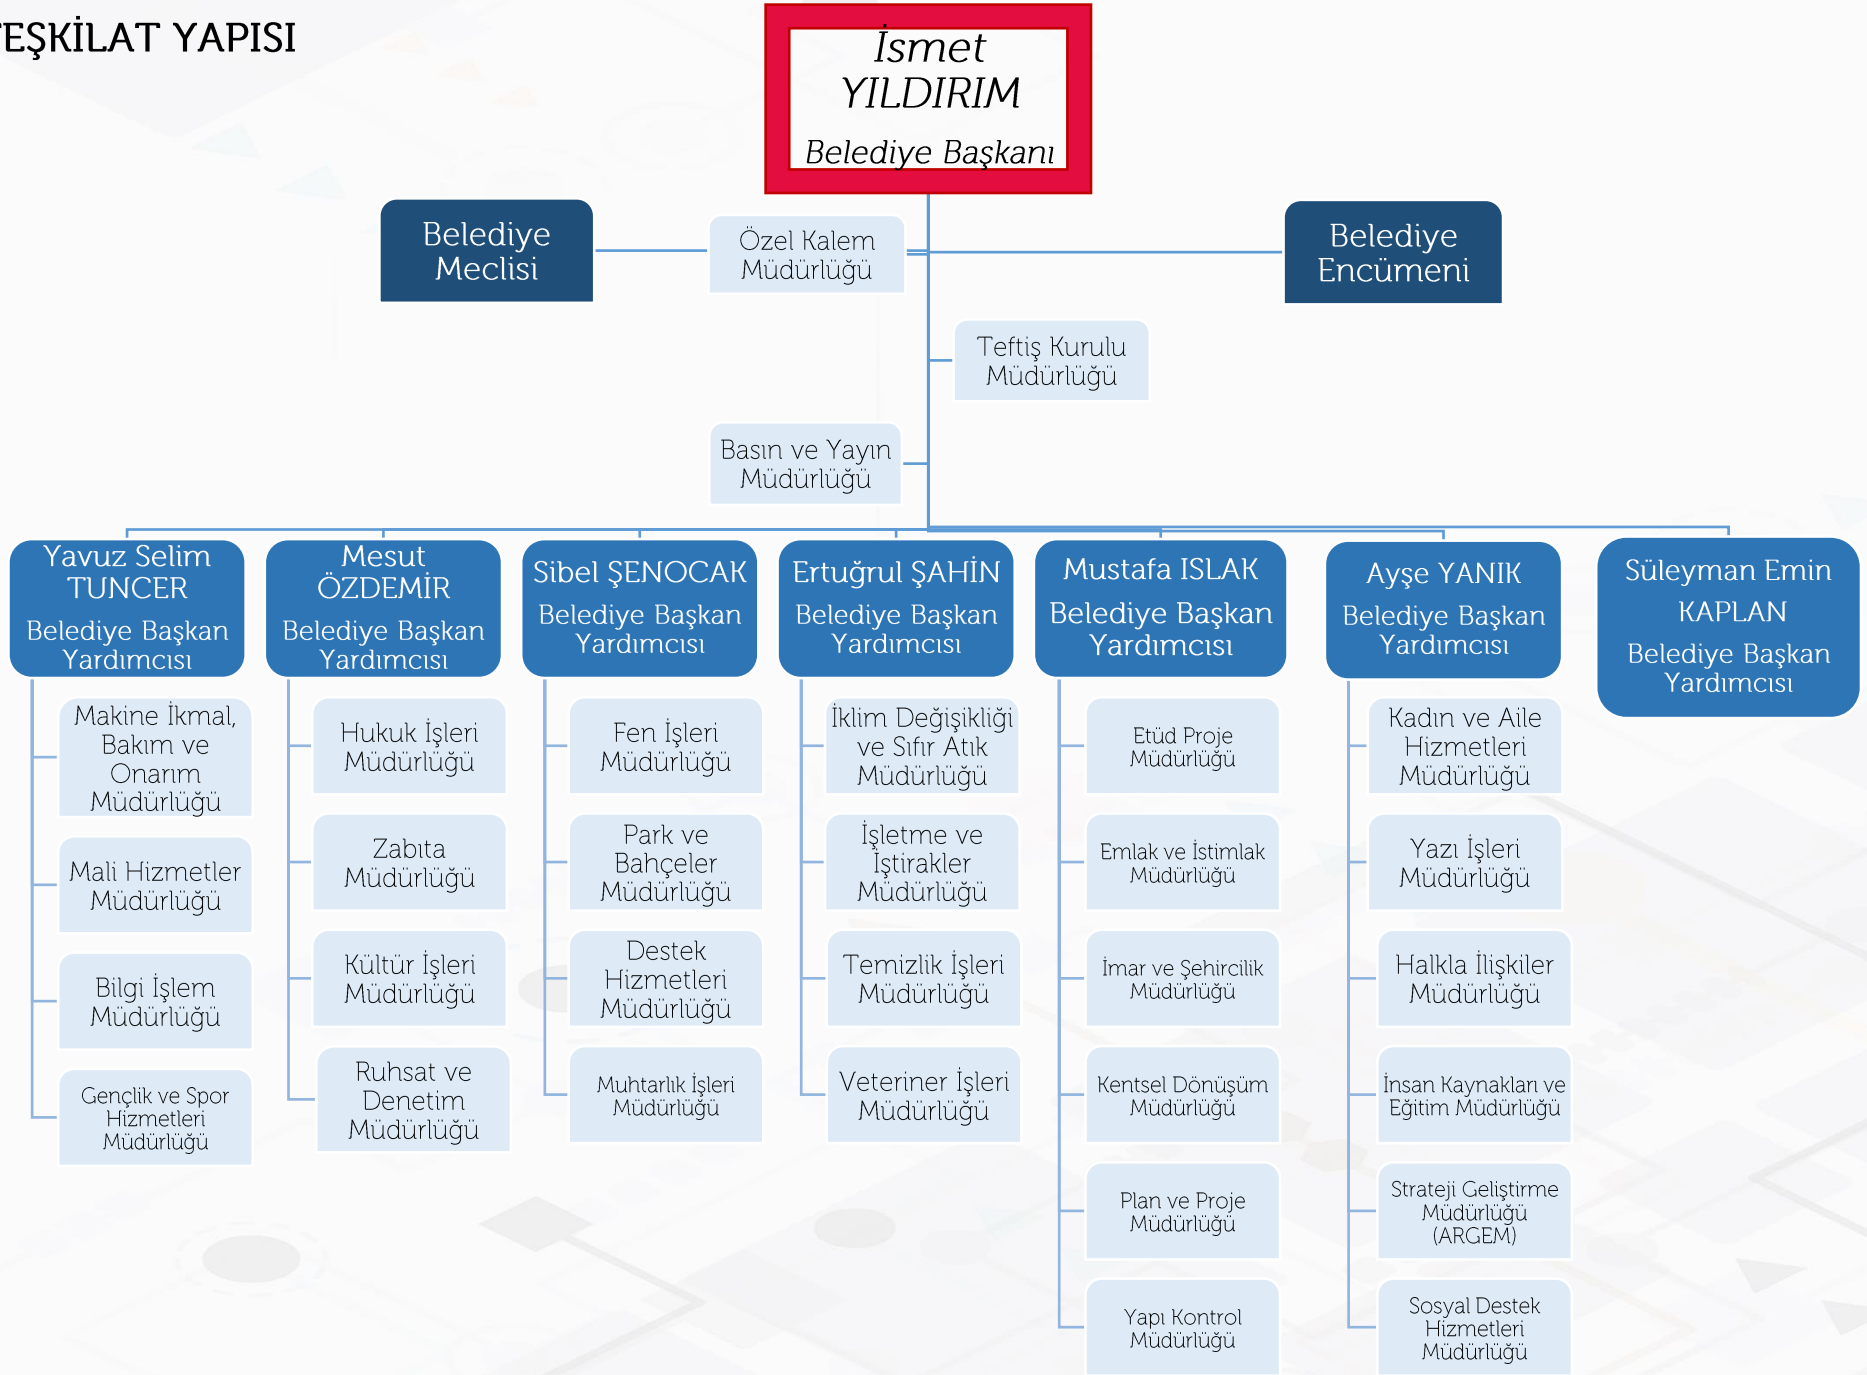 TEŞKİLAT YAPISI
İsmet
YILDIRIM
Belediye Başkanı
Belediye
Meclisi
Özel Kalem
Müdürlüğü
Belediye
Encümeni
Teftiş Kurulu
Müdürlüğü
Basın ve Yayın
Müdürlüğü
Yavuz Selim
TUNCER
Belediye Başkan
Yardımcısı
Makine İkmal,
Bakım ve
Onarım
Müdürlüğü
Mali Hizmetler
Müdürlüğü
Bilgi İşlem
Müdürlüğü
Gençlik ve Spor
Hizmetleri
Müdürlüğü
Mesut
ÖZDEMİR
Belediye Başkan
Yardımcısı
Hukuk İşleri
Müdürlüğü
Zabıta
Müdürlüğü
Kültür İşleri
Müdürlüğü
Ruhsat ve
Denetim
Müdürlüğü
Sibel ŞENOCAK
Belediye Başkan
Yardımcısı
Fen İşleri
Müdürlüğü
Park ve
Bahçeler
Müdürlüğü
Destek
Hizmetleri
Müdürlüğü
Muhtarlık İşleri
Müdürlüğü
Ertuğrul ŞAHİN
Belediye Başkan
Yardımcısı
İklim Değişikliği
ve Sıfır Atık
Müdürlüğü
İşletme ve
İştirakler
Müdürlüğü
Temizlik İşleri
Müdürlüğü
Veteriner İşleri
Müdürlüğü
Mustafa ISLAK
Belediye Başkan
Yardımcısı
Etüd Proje
Müdürlüğü
Emlak ve İstimlak
Müdürlüğü
İmar ve Şehircilik
Müdürlüğü
Kentsel Dönüşüm
Müdürlüğü
Plan ve Proje
Müdürlüğü
Yapı Kontrol
Müdürlüğü
Ayşe YANIK
Belediye Başkan
Yardımcısı
Kadın ve Aile
Hizmetleri
Müdürlüğü
Yazı İşleri
Müdürlüğü
Halkla İlişkiler
Müdürlüğü
İnsan Kaynakları ve
Eğitim Müdürlüğü
Strateji Geliştirme
Müdürlüğü
(ARGEM)
Sosyal Destek
Hizmetleri
Müdürlüğü
Süleyman Emin
KAPLAN
Belediye Başkan
Yardımcısı